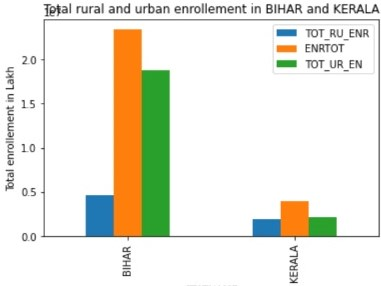 Total rural and urban enrollement in BIHAR and KERALA
1e7
TOT_RU_ENR
ENRTOT
TOT_UR_EN
Total enrollement in Lakh
2.0
1.5
1.0
0.5
0.0
BIHAR
KERALA